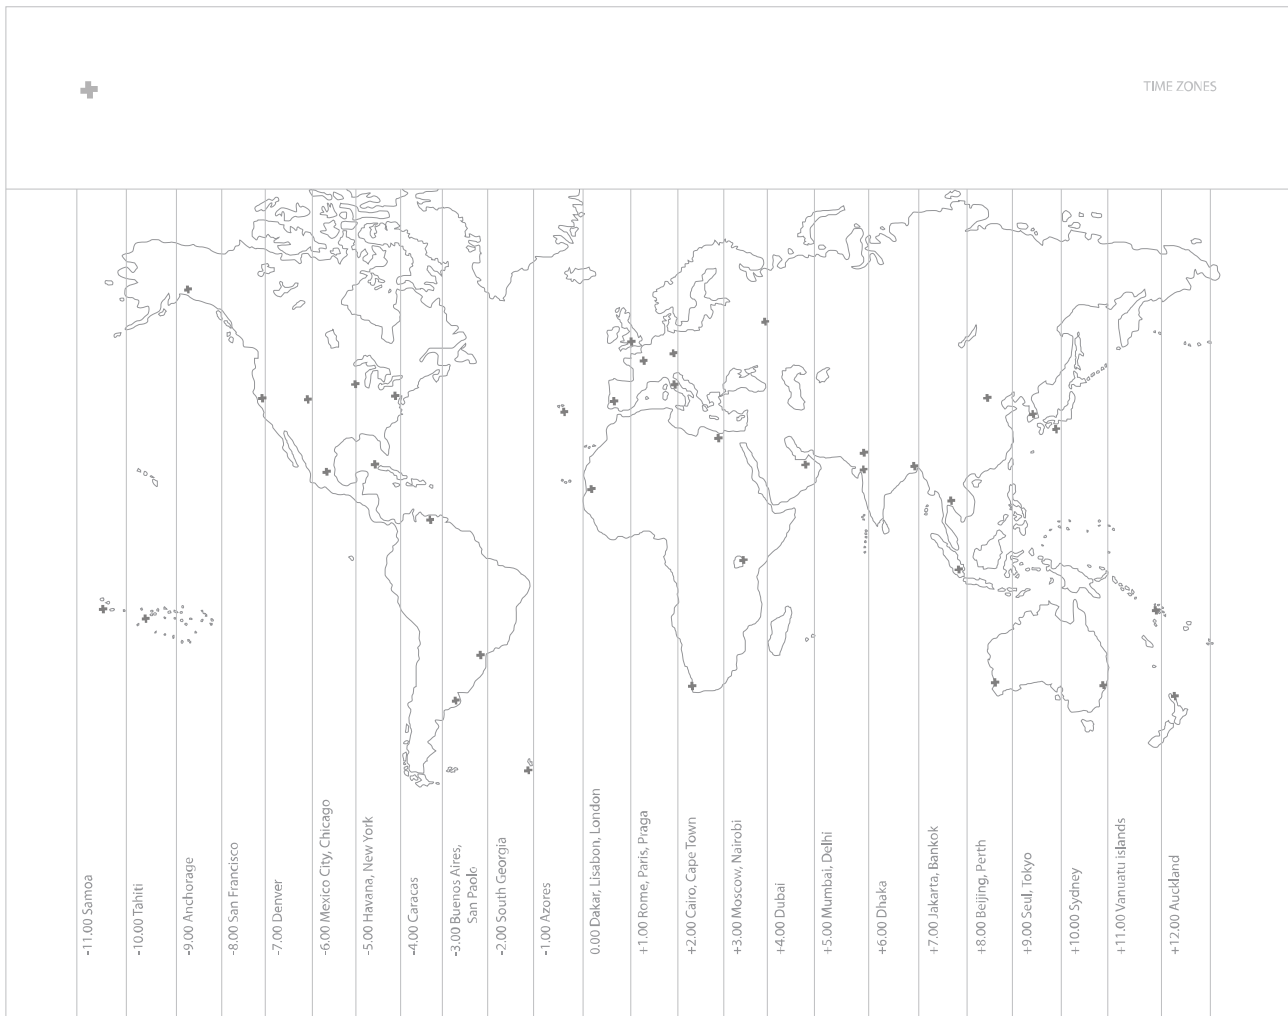 TIME ZONES
-11.00 Samoa
-10.00 Tahiti
-9.00 Anchorage
-8.00 San Francisco
-7.00 Denver
-6.00 Mexico City, Chicago
-5.00 Havana, New York
-4.00 Caracas
-3.00 Buenos Aires,
San Paolo
-2.00 South Georgia
-1.00 Azores
0.00 Dakar, Lisabon, London
+1.00 Rome, Paris, Praga
+2.00 Cairo, Cape Town
+3.00 Moscow, Nairobi
+4.00 Dubai
+5.00 Mumbai, Delhi
+6.00 Dhaka
+7.00 Jakarta, Bankok
+8.00 Beijing, Perth
+9.00 Seul, Tokyo
+10.00 Sydney
+11.00 Vanuatu islands
+12.00 Auckland